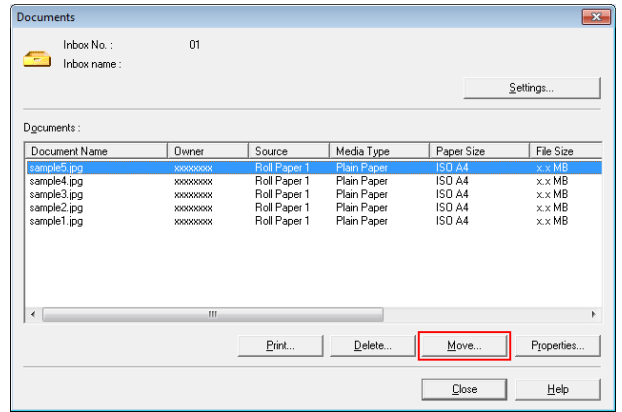 Documents
Inbox No. : 01
Inbox name :
Settings...
Documents :
Document Name Owner Source Media Type Paper Size File Size
sample5.jpg xxxxxxxx Roll Paper 1 Plain Paper ISO A4 x.x MB
sample4.jpg xxxxxxxx Roll Paper 1 Plain Paper ISO A4 x.x MB
sample3.jpg xxxxxxxx Roll Paper 1 Plain Paper ISO A4 x.x MB
sample2.jpg xxxxxxxx Roll Paper 1 Plain Paper ISO A4 x.x MB
sample1.jpg xxxxxxxx Roll Paper 1 Plain Paper ISO A4 x.x MB
Print... Delete... Move... Properties...
Close Help